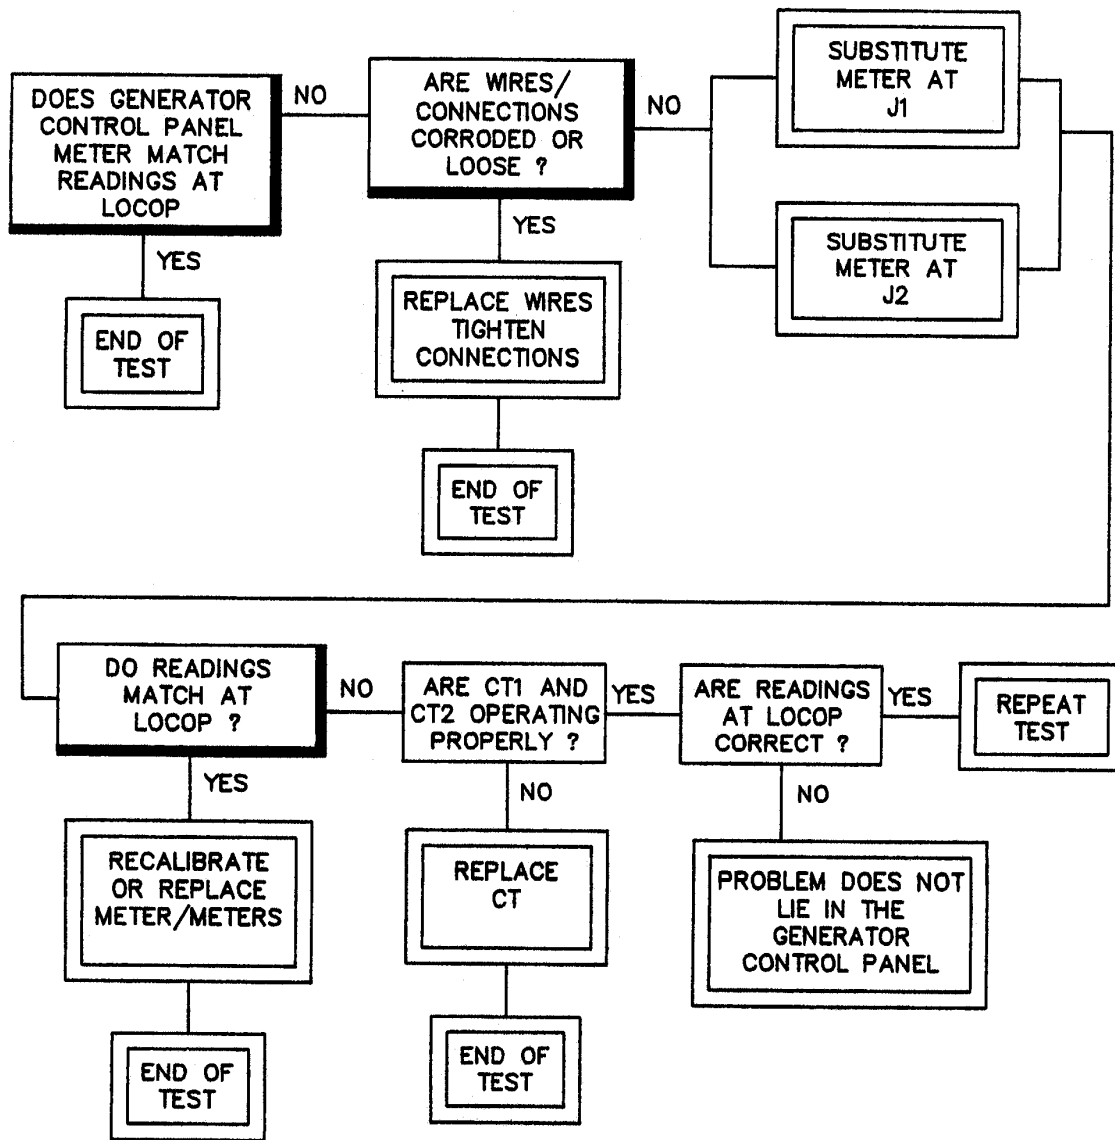 DOES GENERATOR
CONTROL PANEL
METER MATCH
READINGS AT
LOCOP
NO
YES
END OF
TEST
ARE WIRES/
CONNECTIONS
CORRODED OR
LOOSE ?
NO
YES
REPLACE WIRES
TIGHTEN
CONNECTIONS
END OF
TEST
SUBSTITUTE
METER AT
J1
SUBSTITUTE
METER AT
J2
DO READINGS
MATCH AT
LOCOP ?
NO
YES
RECALIBRATE
OR REPLACE
METER/METERS
END OF
TEST
ARE CT1 AND
CT2 OPERATING
PROPERLY ?
YES
NO
REPLACE
CT
END OF
TEST
ARE READINGS
AT LOCOP
CORRECT ?
YES
NO
PROBLEM DOES NOT
LIE IN THE
GENERATOR
CONTROL PANEL
REPEAT
TEST